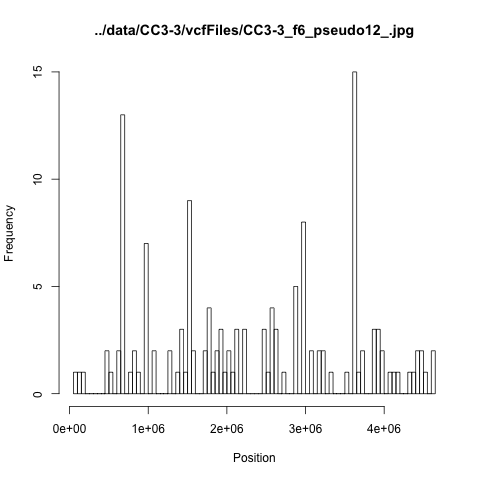 ../data/CC3-3/vcfFiles/CC3-3_f6_pseudo12_.jpg
15
10
5
0
Frequency
0e+00 1e+06 2e+06 3e+06 4e+06
Position